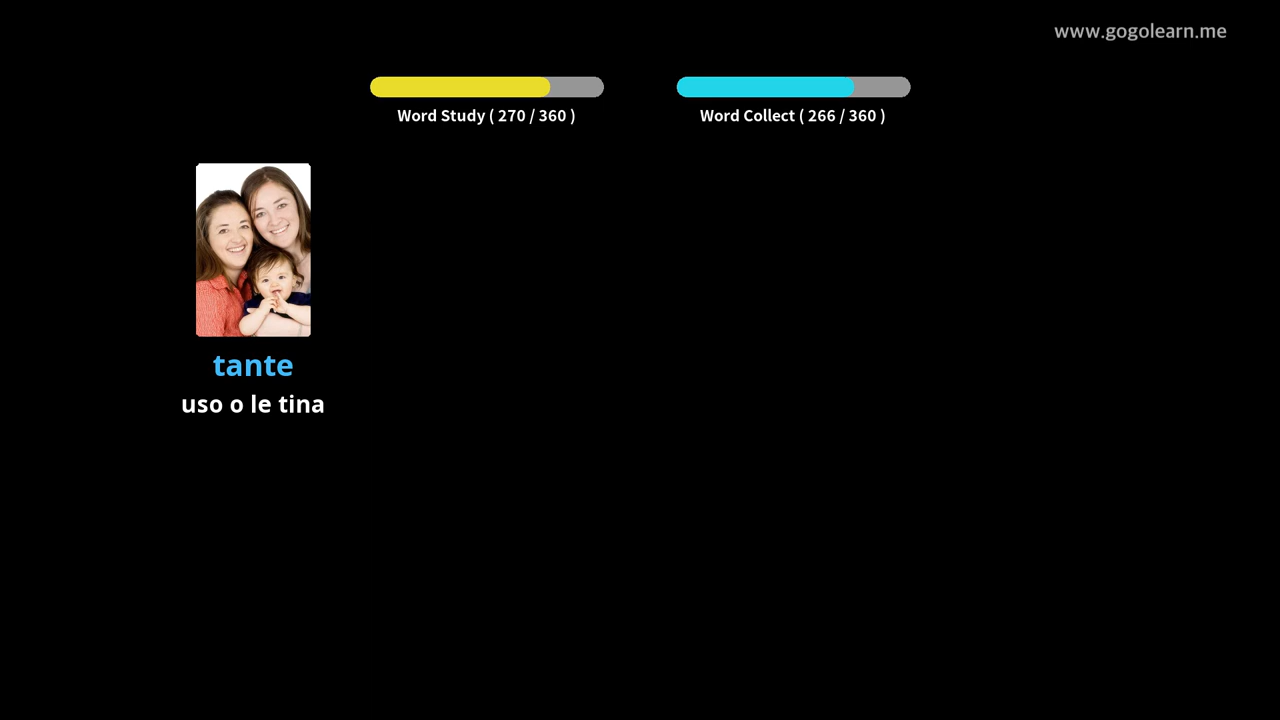 www.gogolearn.me
Word Study ( 270 / 360 )
Word Collect ( 266 / 360 )
tante
uso o le tina